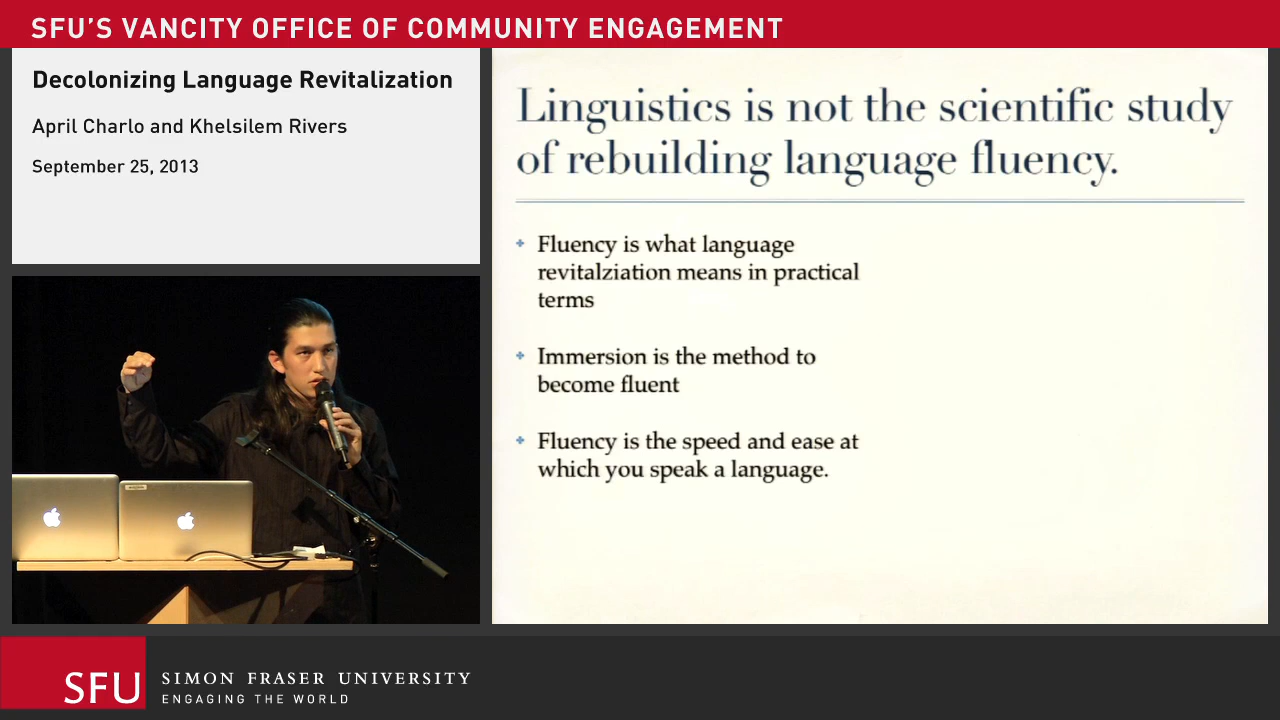 SFU'S VANCITY OFFICE OF COMMUNITY ENGAGEMENT
Decolonizing Language Revitalization
April Charlo and Khelsilem Rivers
September 25, 2013
Linguistics is not the scientific study
of rebuilding language fluency.
Fluency is what language
revitalziation means in practical
terms
Immersion is the method to
become fluent
Fluency is the speed and ease at
which you speak a language.
SFU
SIMON FRASER UNIVERSITY
ENGAGING THE WORLD